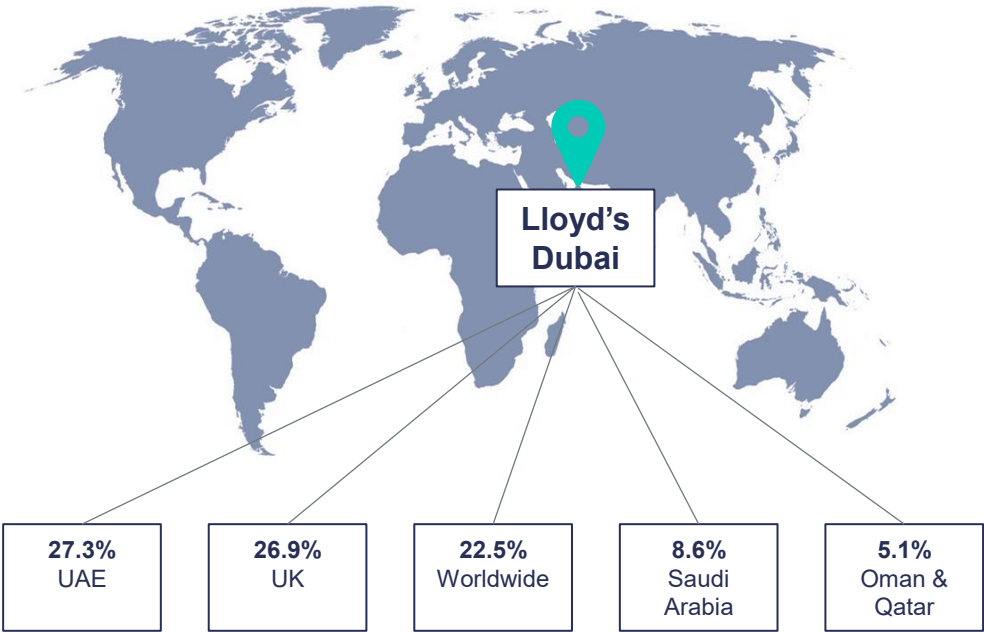 Lloyd’s
Dubai
27.3%
UAE
26.9%
UK
22.5%
Worldwide
8.6%
Saudi
Arabia
5.1%
Oman &
Qatar